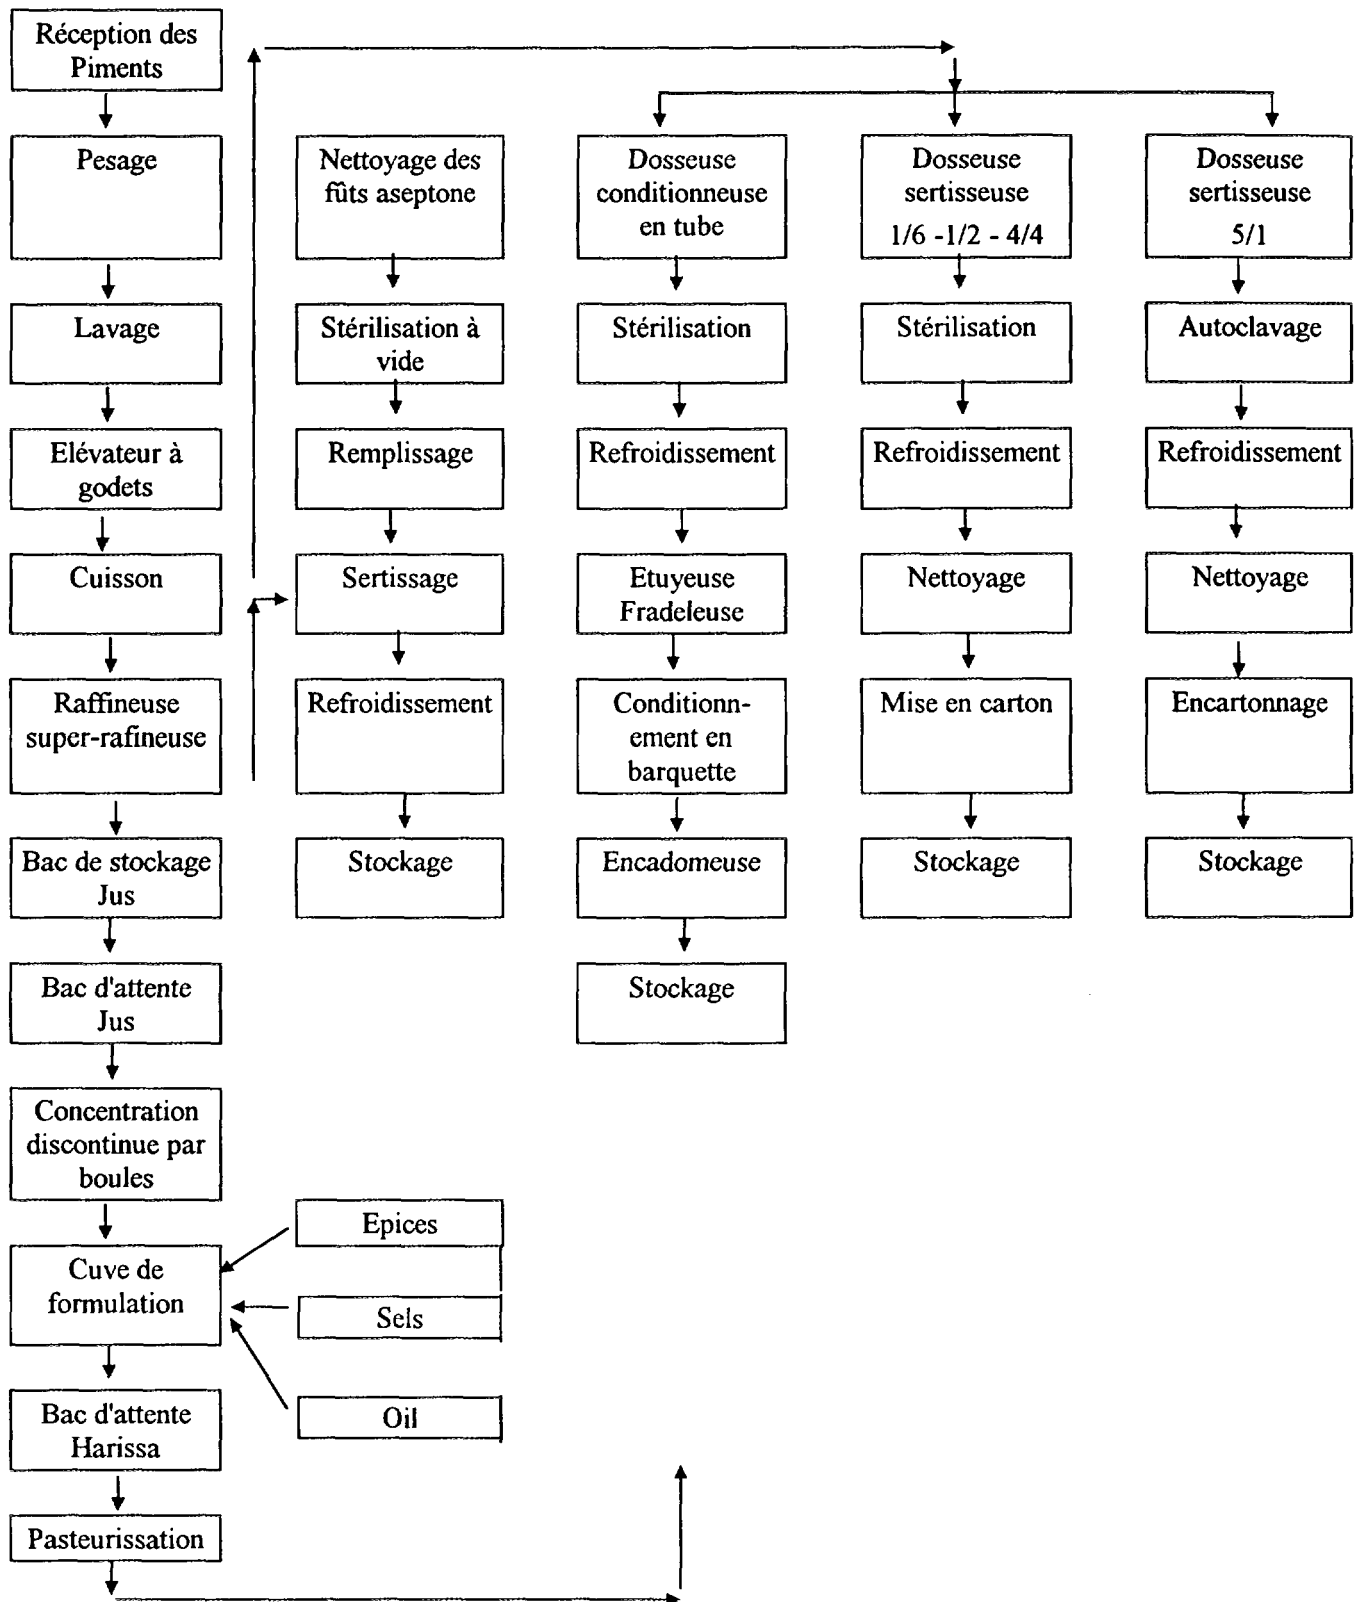 Réception des
Piments
Pesage
Lavage
Elévateur à
godets
Cuisson
Raffineuse
super-rafineuse
Bac de stockage
Jus
Bac d'attente
Jus
Concentration
discontinue par
boules
Cuve de
formulation
Bac d'attente
Harissa
Pasteurissation
Epices
Sels
Oil
Nettoyage des
fûts aseptone
Stérilisation à
vide
Remplissage
Sertissage
Refroidissement
Stockage
Dosseuse
conditionneuse
en tube
Stérilisation
Refroidissement
Etuyeuse
Fradeleuse
Conditionn-
ement en
barquette
Encadomeuse
Stockage
Dosseuse
sertisseuse
1/6 -1/2 - 4/4
Stérilisation
Refroidissement
Nettoyage
Mise en carton
Stockage
Dosseuse
sertisseuse
5/1
Autoclavage
Refroidissement
Nettoyage
Encartonnage
Stockage